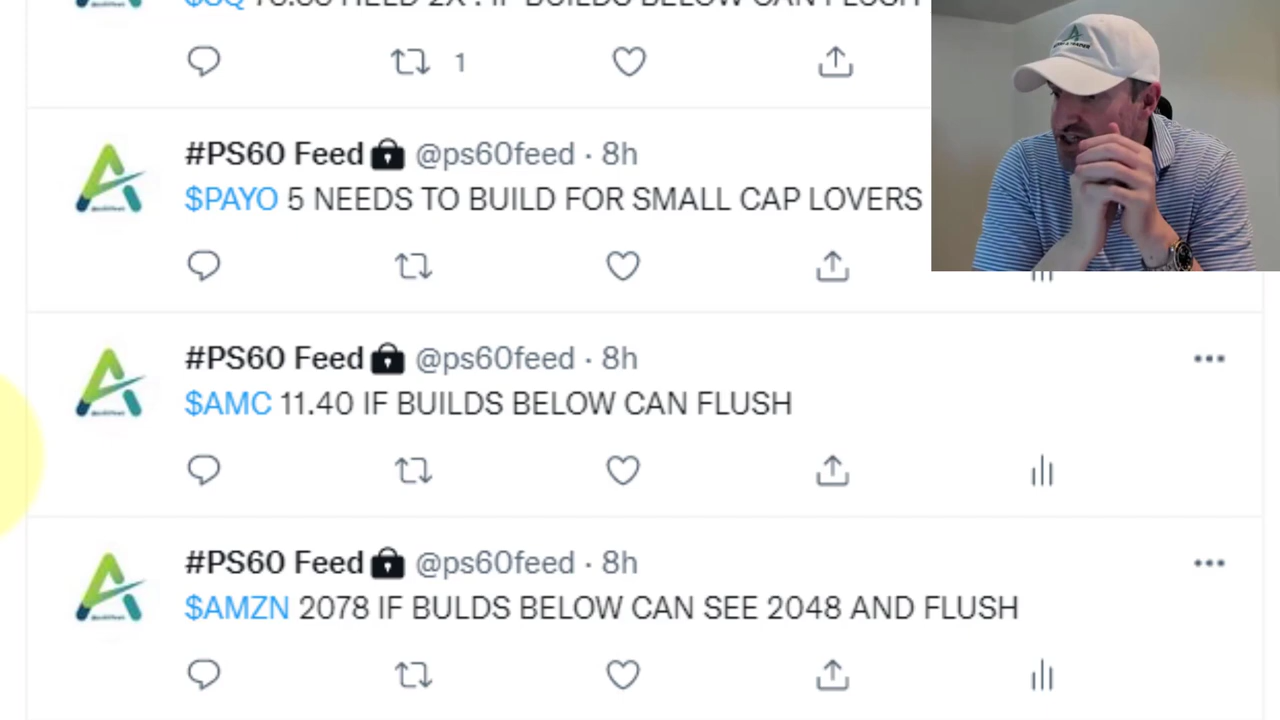 1
#PS60 Feed @ps60feed · 8h
$PAYO 5 NEEDS TO BUILD FOR SMALL CAP LOVERS
#PS60 Feed @ps60feed · 8h
$AMC 11.40 IF BUILDS BELOW CAN FLUSH
#PS60 Feed @ps60feed · 8h
$AMZN 2078 IF BULDS BELOW CAN SEE 2048 AND FLUSH